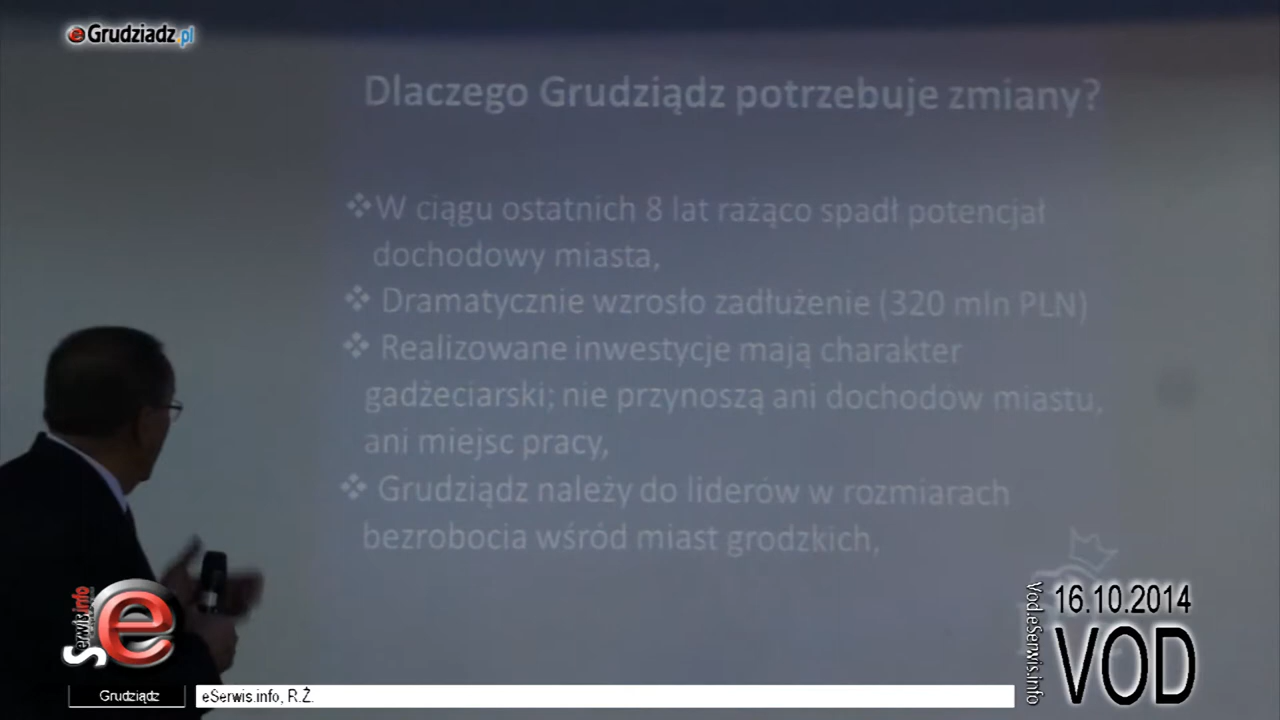 eGrudziadz.pl
Dlaczego Grudziądz potrzebuje zmiany?
❖W ciągu ostatnich 8 lat rażąco spadł potencjał
dochodowy miasta,
❖ Dramatycznie wzrosło zadłużenie (320 mln PLN)
❖ Realizowane inwestycje mają charakter
gadżeciarski; nie przynoszą ani dochodów miastu,
ani miejsc pracy,
❖ Grudziądz należy do liderów w rozmiarach
bezrobocia wśród miast grodzkich,
eSerwis.info
Vod.eSerwis.info
16.10.2014
VOD
Grudziądz
eSerwis.info, R.Ż.